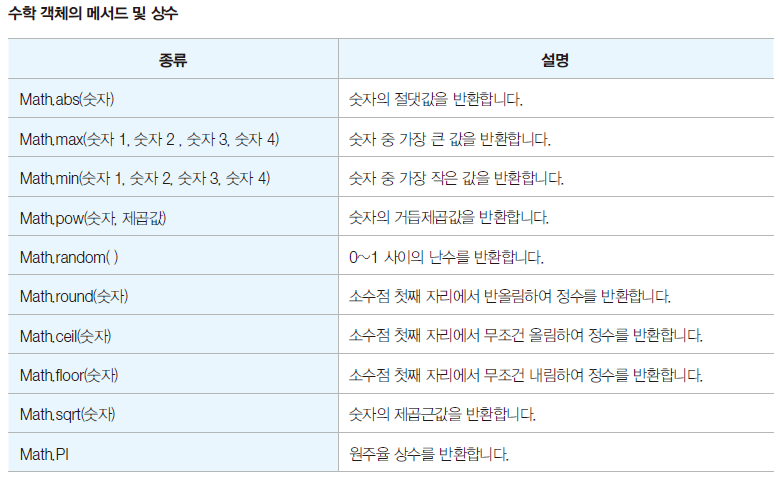 수학 객체의 메서드 및 상수
종류 설명
Math.abs(숫자) 숫자의 절댓값을 반환합니다.
Math.max(숫자 1, 숫자 2 , 숫자 3, 숫자 4) 숫자 중 가장 큰 값을 반환합니다.
Math.min(숫자 1, 숫자 2, 숫자 3, 숫자 4) 숫자 중 가장 작은 값을 반환합니다.
Math.pow(숫자, 제곱값) 숫자의 거듭제곱값을 반환합니다.
Math.random( ) 0~1 사이의 난수를 반환합니다.
Math.round(숫자) 소수점 첫째 자리에서 반올림하여 정수를 반환합니다.
Math.ceil(숫자) 소수점 첫째 자리에서 무조건 올림하여 정수를 반환합니다.
Math.floor(숫자) 소수점 첫째 자리에서 무조건 내림하여 정수를 반환합니다.
Math.sqrt(숫자) 숫자의 제곱근값을 반환합니다.
Math.PI 원주율 상수를 반환합니다.